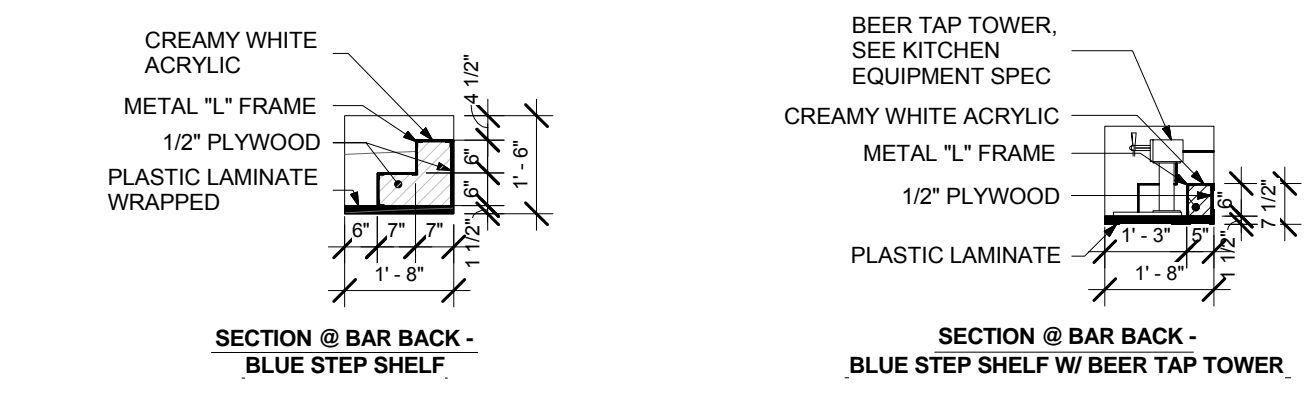 CREAMY WHITE
ACRYLIC
METAL "L" FRAME
1/2" PLYWOOD
PLASTIC LAMINATE
WRAPPED
4 1/2"
6"
6"
1' - 6"
1 1/2"
6"
7"
7"
1' - 8"
SECTION @ BAR BACK -
BLUE STEP SHELF
BEER TAP TOWER,
SEE KITCHEN
EQUIPMENT SPEC
CREAMY WHITE ACRYLIC
METAL "L" FRAME
1/2" PLYWOOD
PLASTIC LAMINATE
6"
7 1/2"
1 1/2"
1' - 3"
5"
1' - 8"
SECTION @ BAR BACK -
BLUE STEP SHELF W/ BEER TAP TOWER